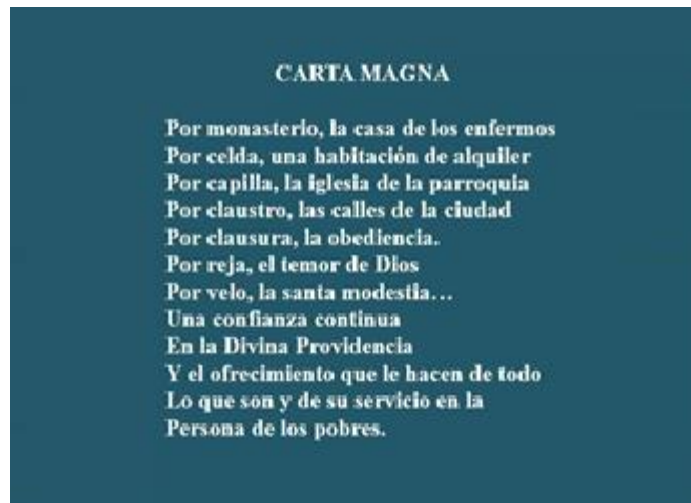 CARTA MAGNA
Por monasterio, la casa de los enfermos
Por celda, una habitación de alquiler
Por capilla, la iglesia de la parroquia
Por claustro, las calles de la ciudad
Por clausura, la obediencia.
Por reja, el temor de Dios
Por velo, la santa modestia…
Una confianza continua
En la Divina Providencia
Y el ofrecimiento que le hacen de todo
Lo que son y de su servicio en la
Persona de los pobres.